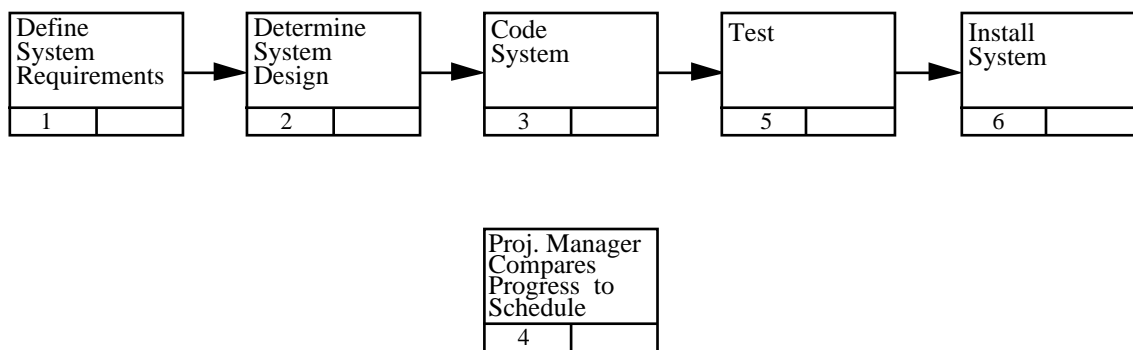 Define
System
Requirements
1
Determine
System
Design
2
Code
System
3
Test
5
Install
System
6
Proj. Manager
Compares
Progress to
Schedule
4